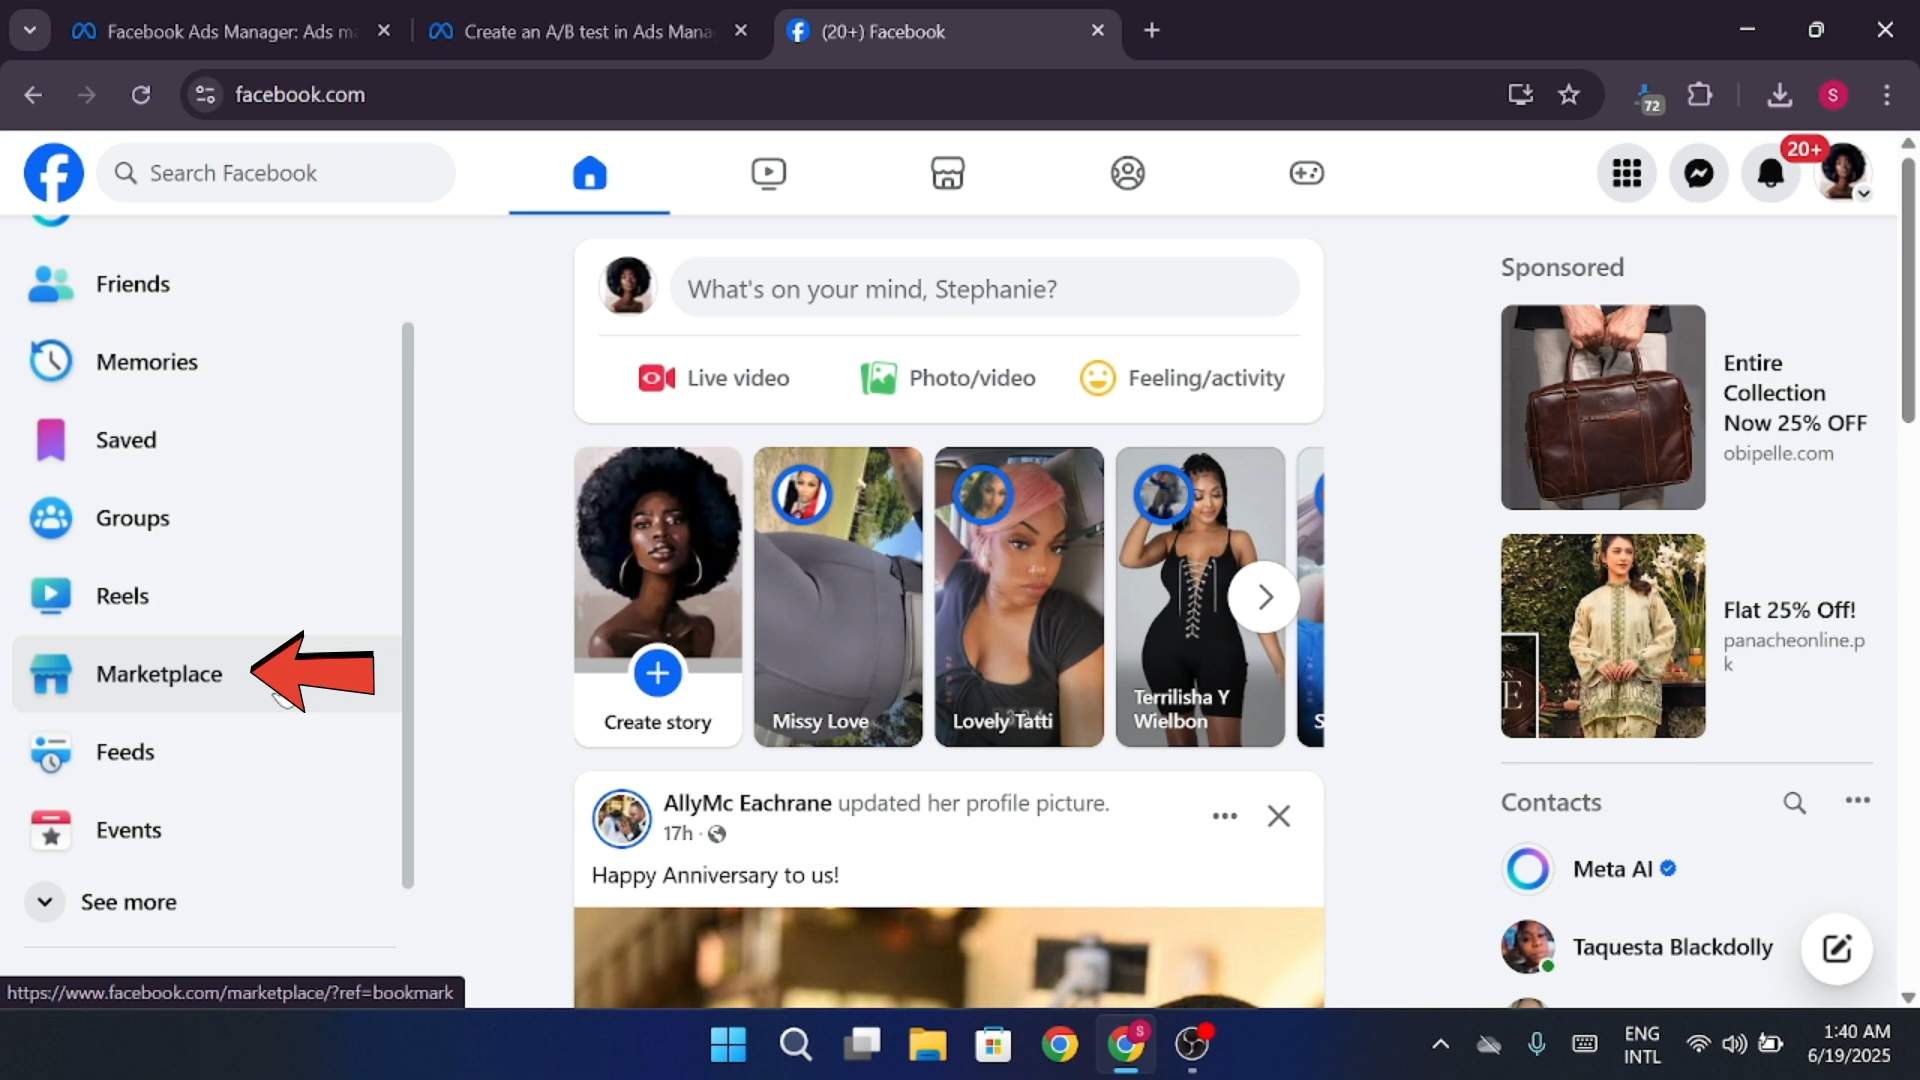 Facebook Ads Manager: Ads ma
Create an A/B test in Ads Mana
(20+) Facebook
facebook.com
72
S
Search Facebook
20+
Friends
Memories
Saved
Groups
Reels
Marketplace
Feeds
Events
See more
https://www.facebook.com/marketplace/?ref=bookmark
What's on your mind, Stephanie?
Live video
Photo/video
Feeling/activity
Create story
Missy Love
Lovely Tatti
Terrilisha Y
Wielbon
S
AllyMc Eachrane updated her profile picture.
17h ·
Happy Anniversary to us!
Sponsored
Entire
Collection
Now 25% OFF
obipelle.com
Flat 25% Off!
panacheonline.p
k
Contacts
Meta AI
Taquesta Blackdolly
S
ENG
INTL
1:40 AM
6/19/2025